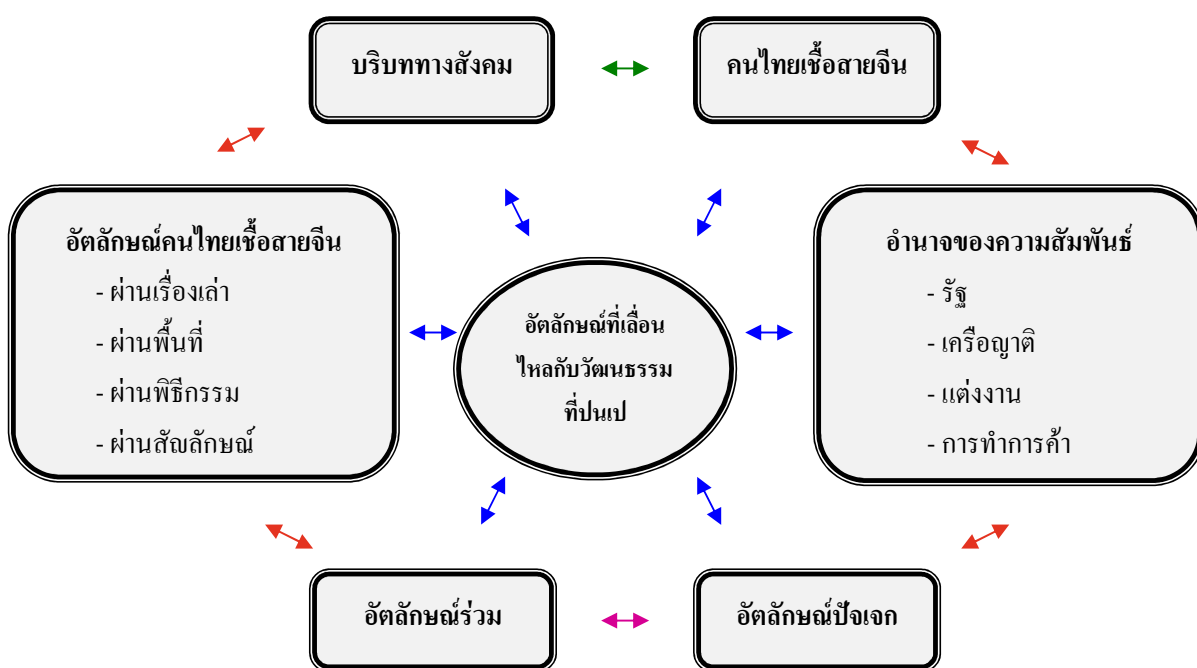 บริบททางสังคม
คนไทยเชื้อสายจีน
อัตลักษณ์คนไทยเชื้อสายจีน
- ผ่านเรื่องเล่า
- ผ่านพื้นที่
- ผ่านพิธีกรรม
- ผ่านสัญลักษณ์
อัตลักษณ์ที่เลื่อน
ไหลกับวัฒนธรรม
ที่ปนเป
อำนาจของความสัมพันธ์
- รัฐ
- เครือญาติ
- แต่งงาน
- การทำการค้า
อัตลักษณ์ร่วม
อัตลักษณ์ปัจเจก